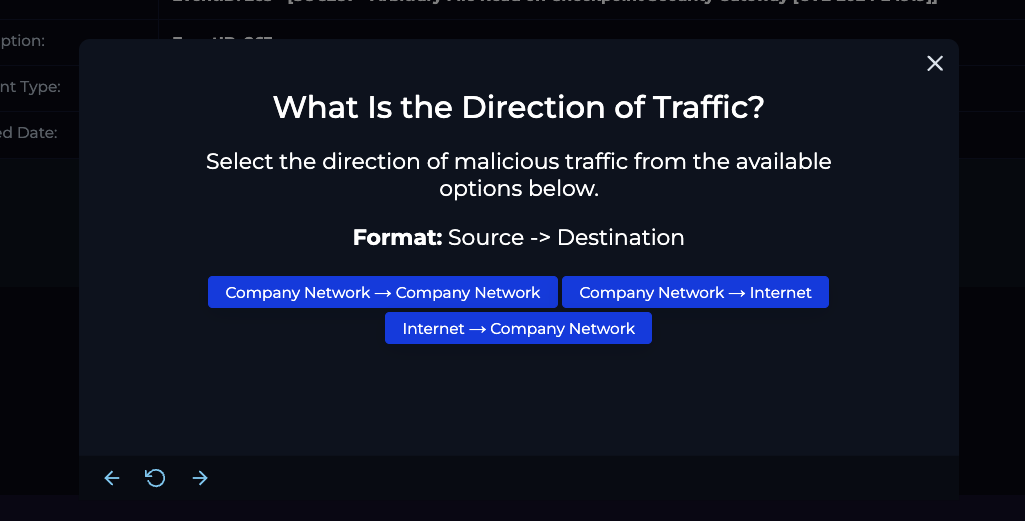 ption:
nt Type:
ed Date:
What Is the Direction of Traffic?
Select the direction of malicious traffic from the available
options below.
Format: Source -> Destination
Company Network → Company Network
Company Network → Internet
Internet → Company Network